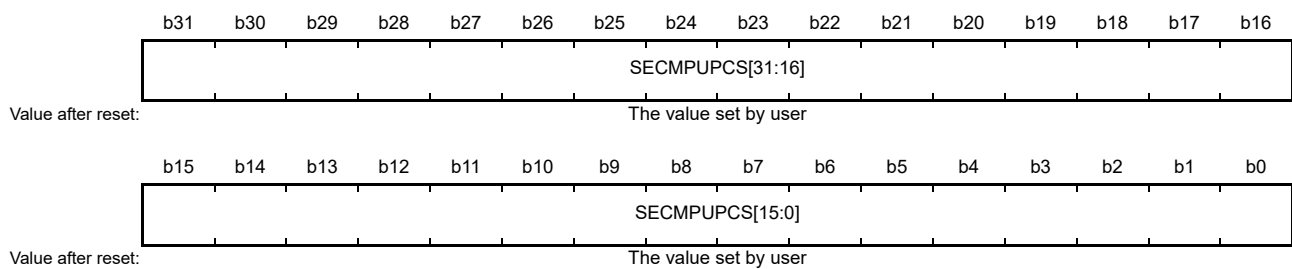 b31 b30 b29 b28 b27 b26 b25 b24 b23 b22 b21 b20 b19 b18 b17 b16
SECMPUPCS[31:16]
Value after reset: The value set by user
b15 b14 b13 b12 b11 b10 b9 b8 b7 b6 b5 b4 b3 b2 b1 b0
SECMPUPCS[15:0]
Value after reset: The value set by user